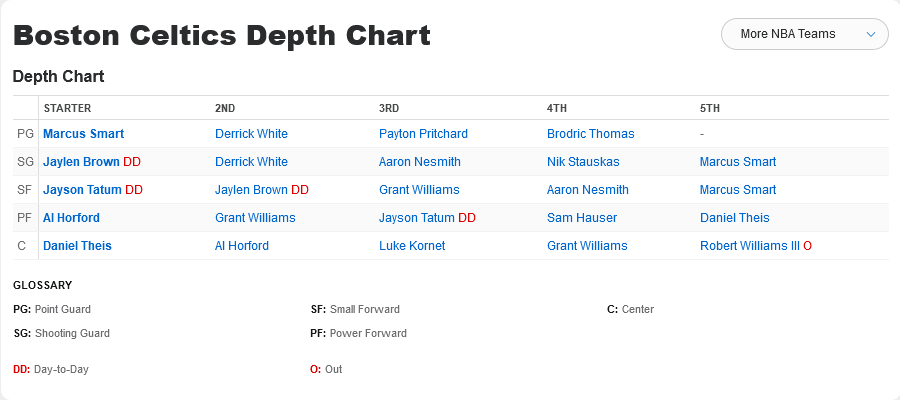 Boston Celtics Depth Chart
More NBA Teams
Depth Chart
STARTER 2ND 3RD 4TH 5TH
PG Marcus Smart Derrick White Payton Pritchard Brodric Thomas -
SG Jaylen Brown DD Derrick White Aaron Nesmith Nik Stauskas Marcus Smart
SF Jayson Tatum DD Jaylen Brown DD Grant Williams Aaron Nesmith Marcus Smart
PF Al Horford Grant Williams Jayson Tatum DD Sam Hauser Daniel Theis
C Daniel Theis Al Horford Luke Kornet Grant Williams Robert Williams III O
GLOSSARY
PG: Point Guard SF: Small Forward C: Center
SG: Shooting Guard PF: Power Forward
DD: Day-to-Day O: Out